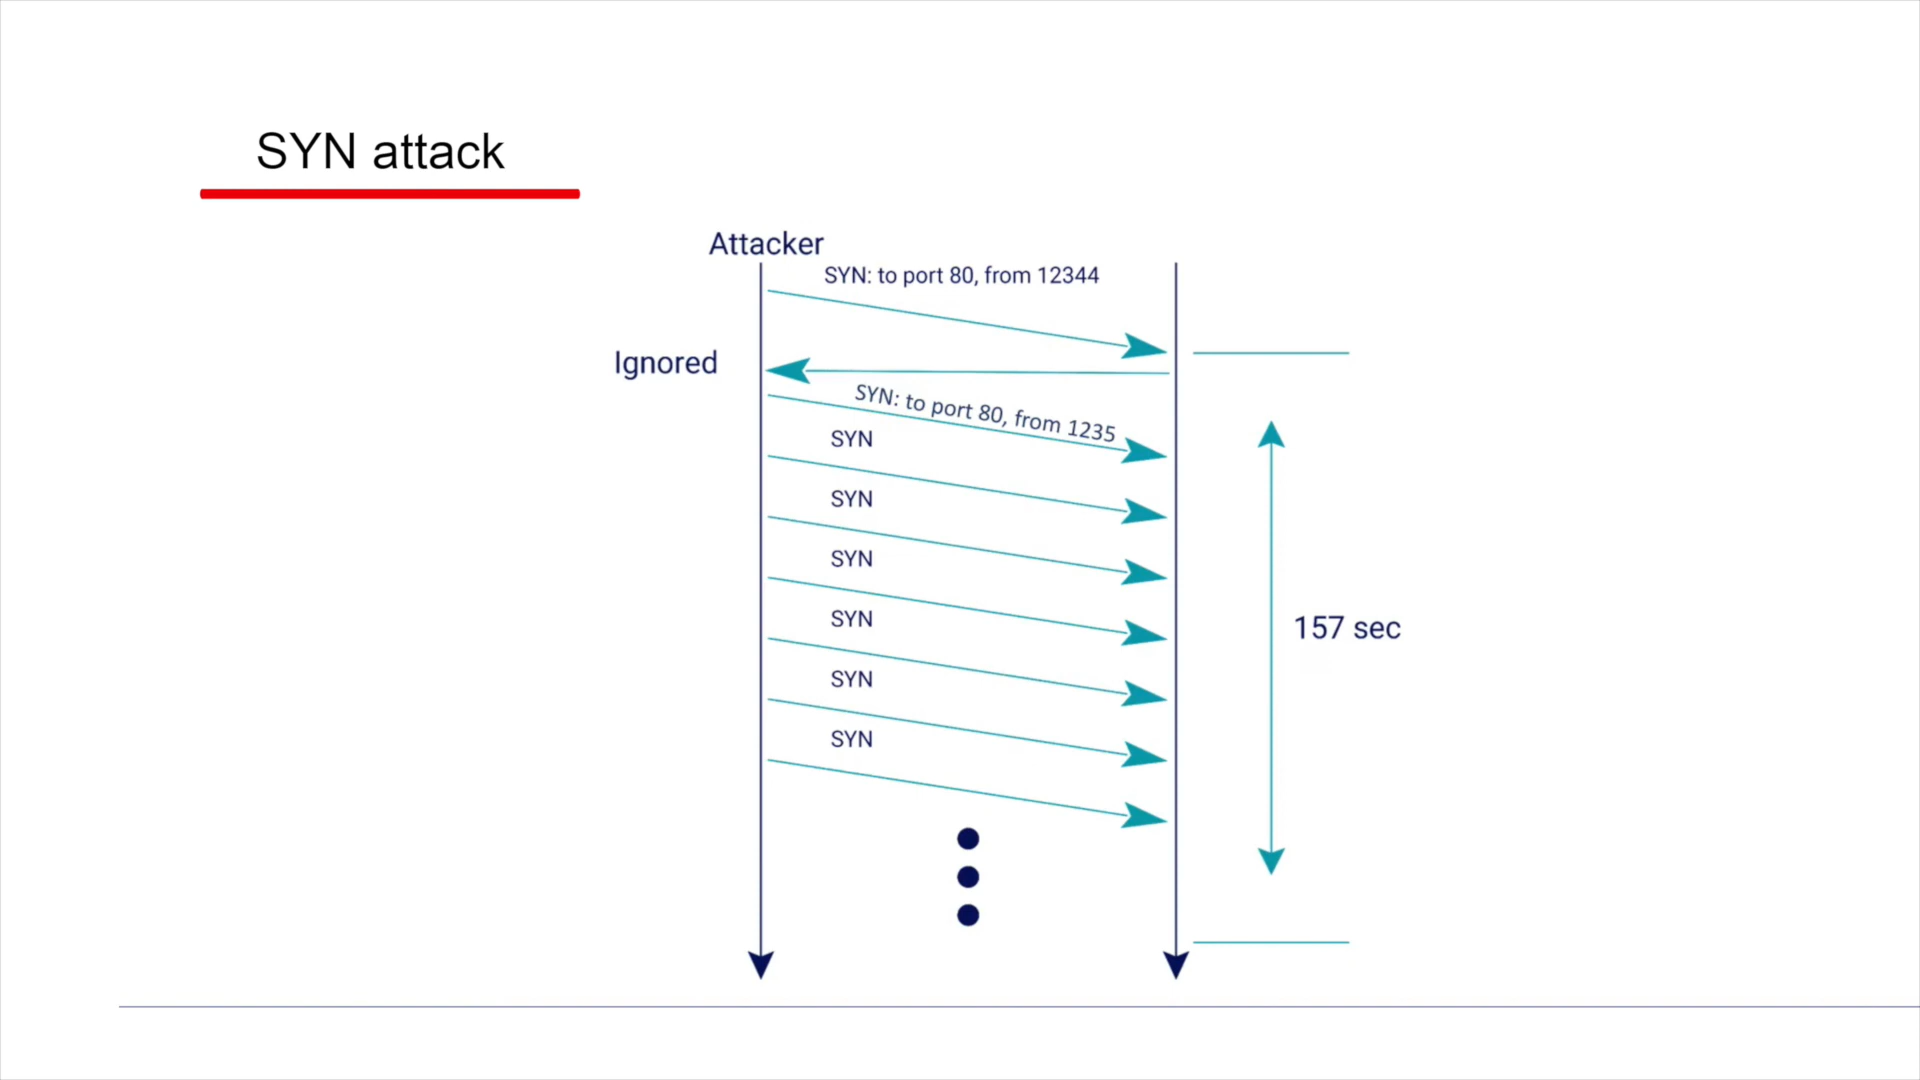 SYN attack
Attacker
SYN: to port 80, from 12344
Ignored
SYN: to port 80, from 1235
SYN
SYN
SYN
SYN
157 sec
SYN
SYN